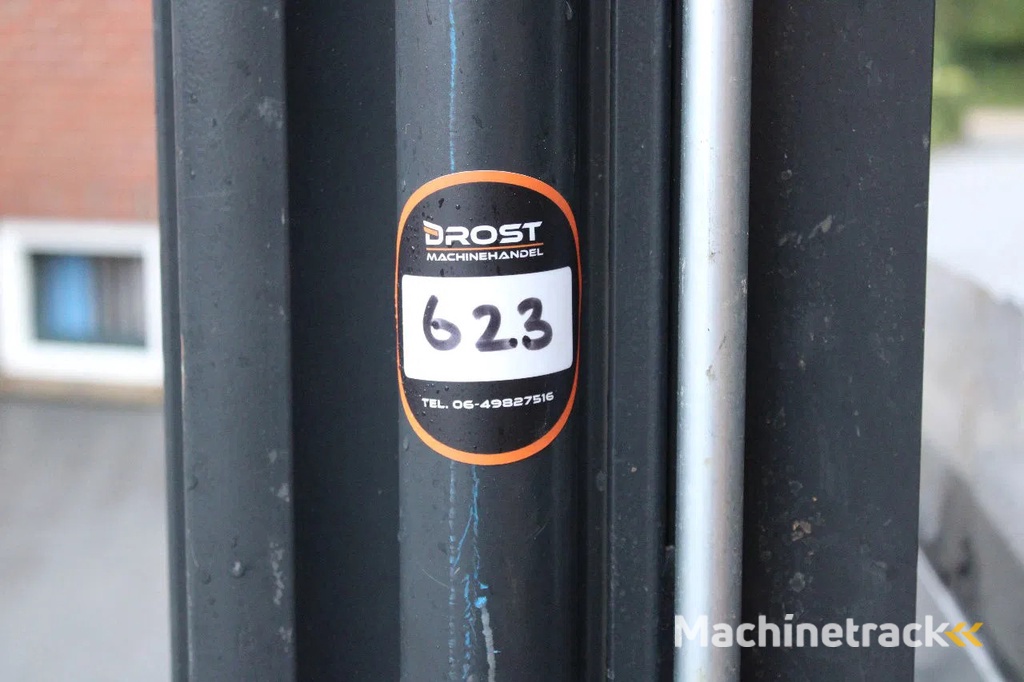 DROST
MACHINEHANDEL
623
TEL. 06-49827516
Machinetrack